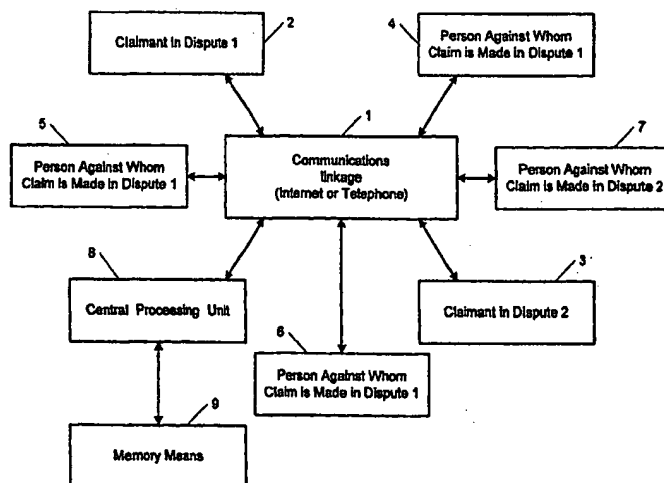 2
Claimant in Dispute 1
4
Person Against Whom
Claim is Made in Dispute 1
5
Person Against Whom
Claim is Made in Dispute 1
1
Communications
linkage
(Internet or Telephone)
7
Person Against Whom
Claim is Made in Dispute 2
8
Central Processing Unit
3
Claimant in Dispute 2
6
Person Against Whom
Claim is Made in Dispute 1
9
Memory Means